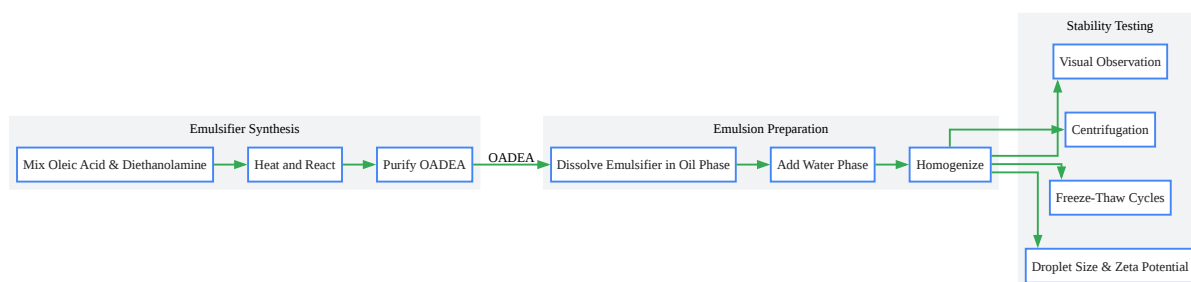 Stability Testing
Visual Observation
Emulsifier Synthesis
Emulsion Preparation
Centrifugation
Mix Oleic Acid & Diethanolamine
Heat and React
Purify OADEA
OADEA
Dissolve Emulsifier in Oil Phase
Add Water Phase
Homogenize
Freeze-Thaw Cycles
Droplet Size & Zeta Potential